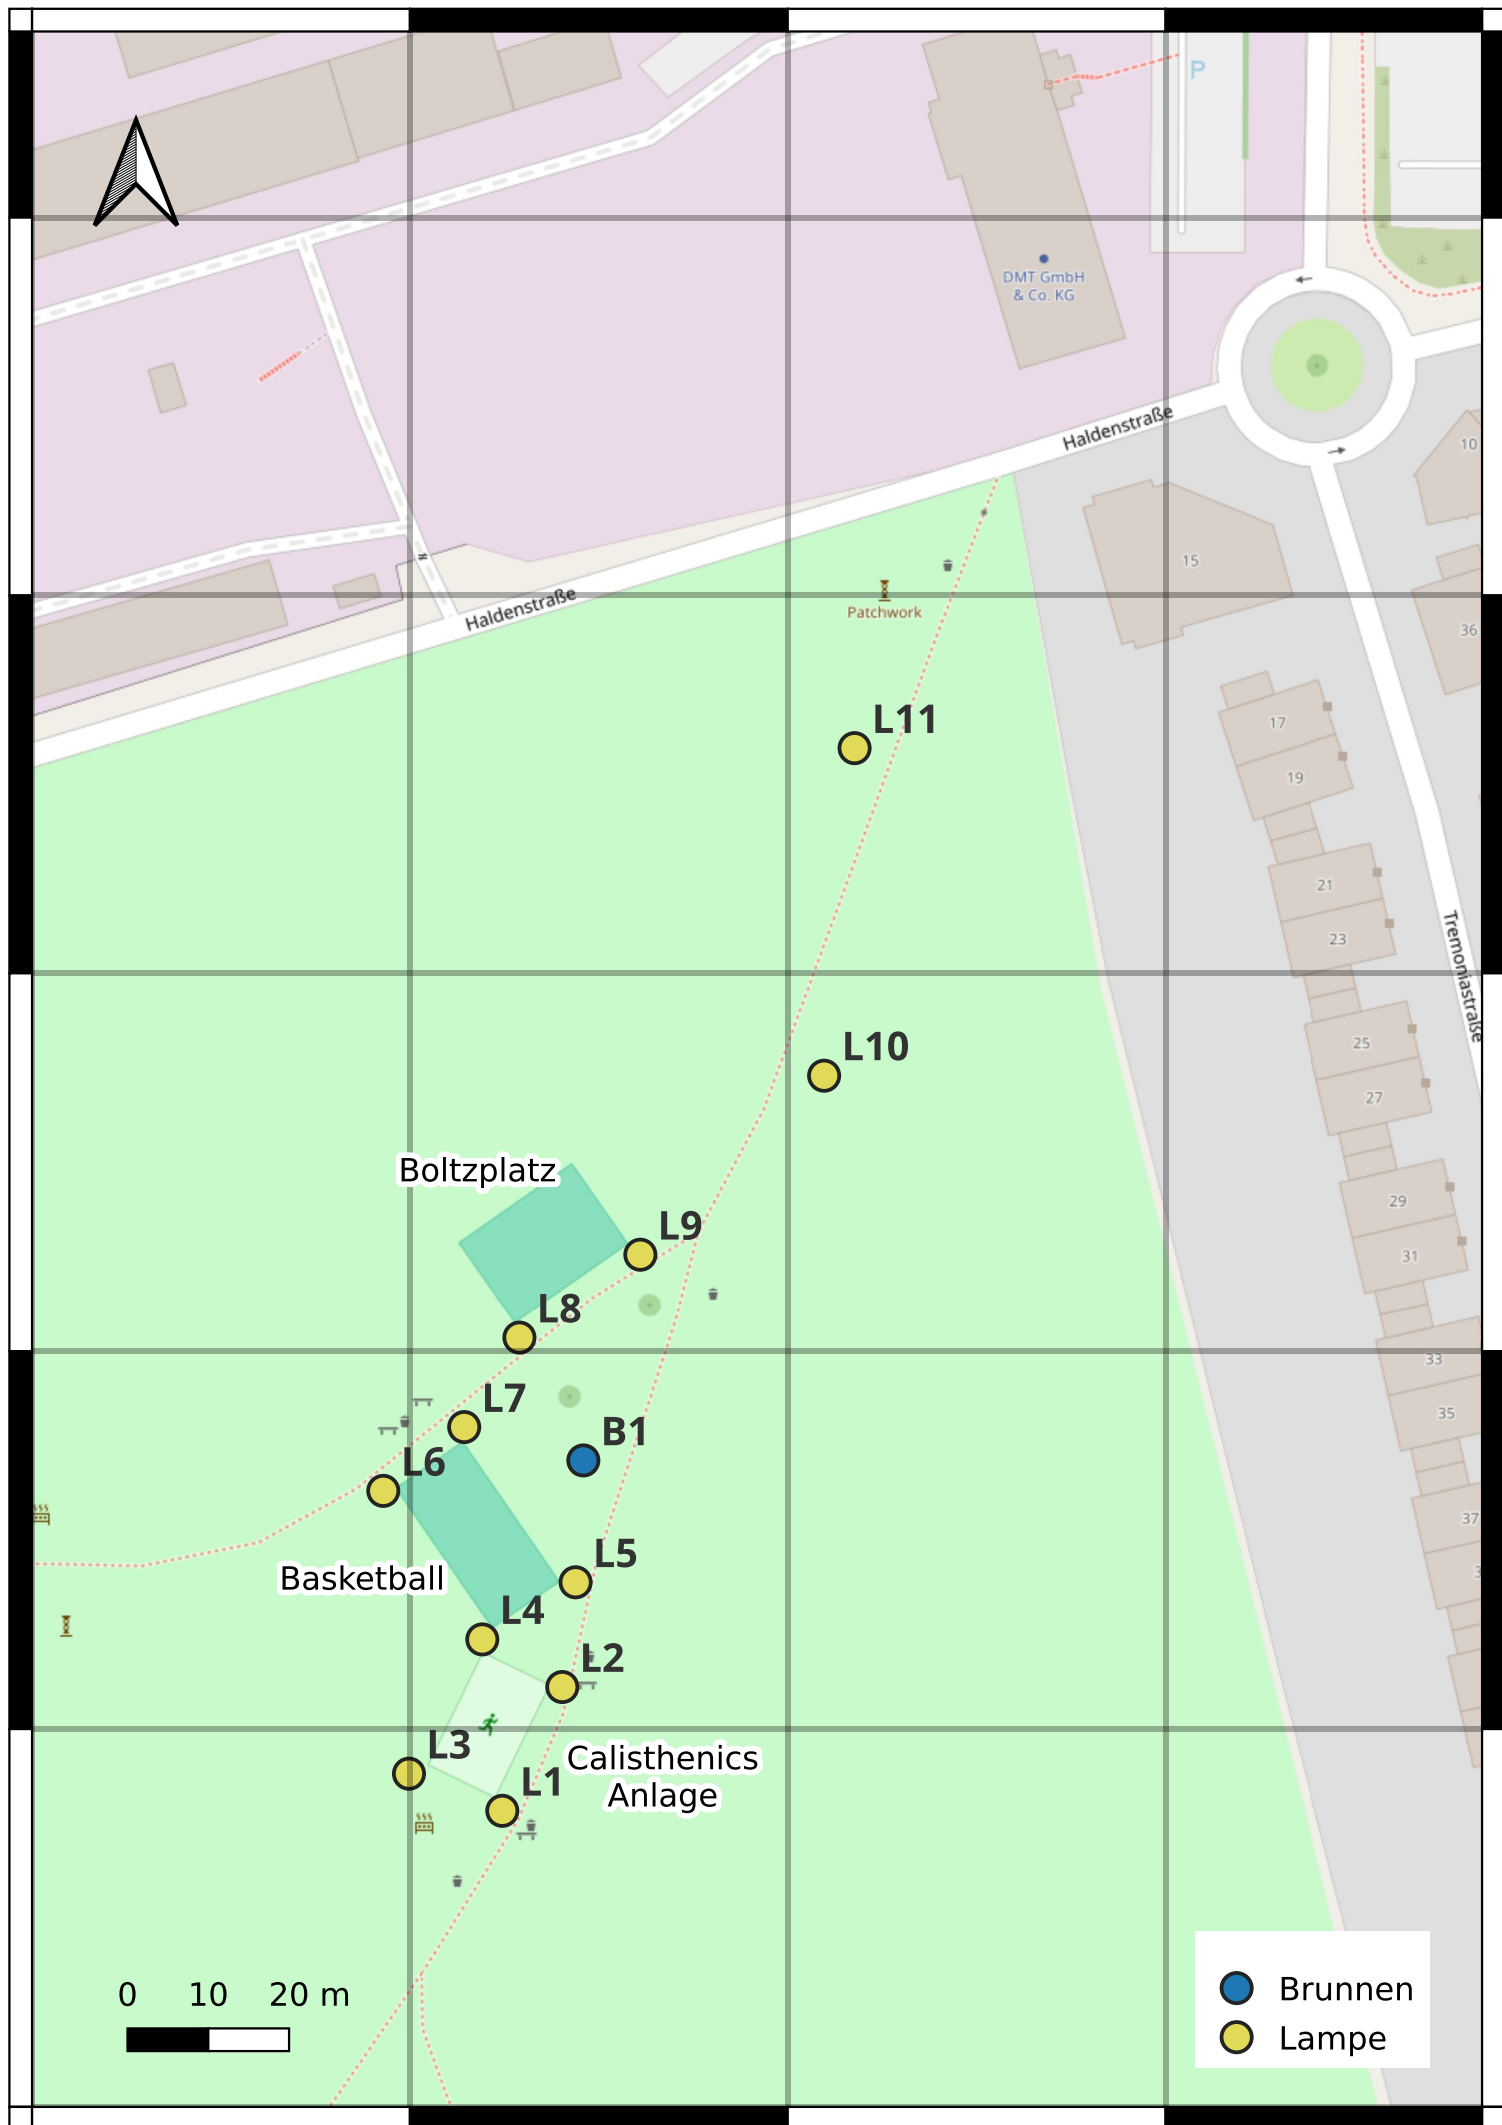 P
DMT GmbH
& Co. KG
Haldenstraße
10
15
Haldenstraße
Patchwork
36
L11
17
19
21
23
Tremoniastraße
L10
25
27
Boltzplatz
29
L9
31
L8
33
L7
35
B1
L6
37
L5
Basketball
L4
L2
L3
Calisthenics
Anlage
L1
0 10 20 m
Brunnen
Lampe